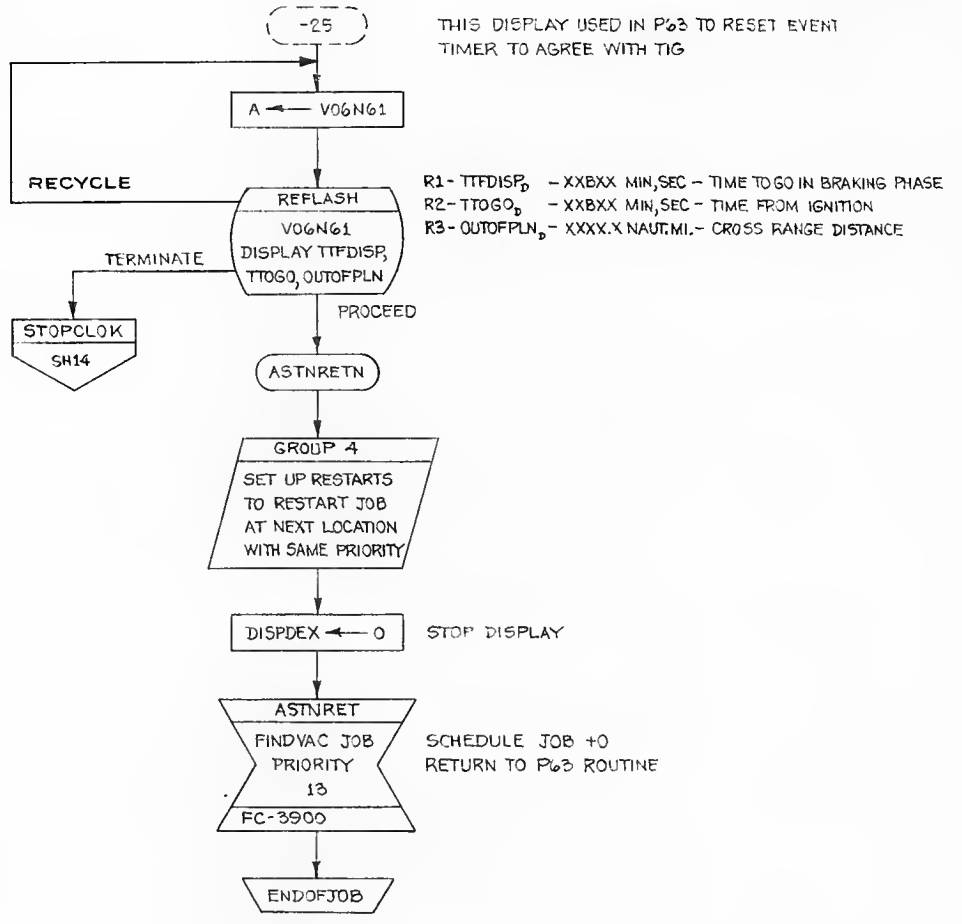 -25
THIS DISPLAY USED IN P63 TO RESET EVENT
TIMER TO AGREE WITH TIG
A ← V06N61
RECYCLE
REFLASH
V06N61
DISPLAY TTFDISP,
TTOGO, OUTOFPLN
R1- TTFDISP_D - XXBXX MIN,SEC - TIME TO GO IN BRAKING PHASE
R2- TTOGO_D - XXBXX MIN,SEC - TIME FROM IGNITION
R3- OUTOFPLN_D - XXXX.X NAUT.MI. - CROSS RANGE DISTANCE
TERMINATE
STOPCLOK
SH14
PROCEED
ASTNRETN
GROUP 4
SET UP RESTARTS
TO RESTART JOB
AT NEXT LOCATION
WITH SAME PRIORITY
DISPDEX ← 0
STOP DISPLAY
ASTNRET
FINDVAC JOB
PRIORITY
13
FC-3900
SCHEDULE JOB +0
RETURN TO P63 ROUTINE
ENDOFJOB